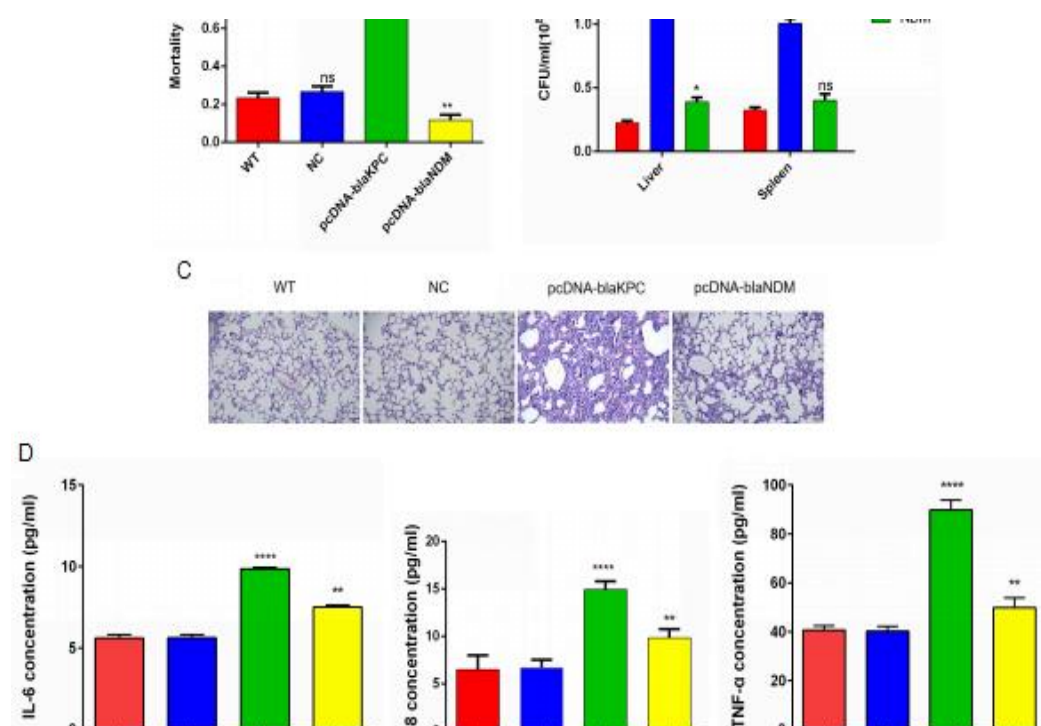 Mortality
0.6
0.4
0.2
0.0
ns
**
WT
NC
pcDNA-blaKPC
pcDNA-blaNDM
CFU/ml(10
1.0
0.5
0.0
*
ns
Liver
Spleen
NDM
C
WT NC pcDNA-blaKPC pcDNA-blaNDM
D
IL-6 concentration (pg/ml)
15
10
5
****
**
8 concentration (pg/ml)
20
15
10
5
****
**
TNF-α concentration (pg/ml)
100
80
60
40
20
****
**